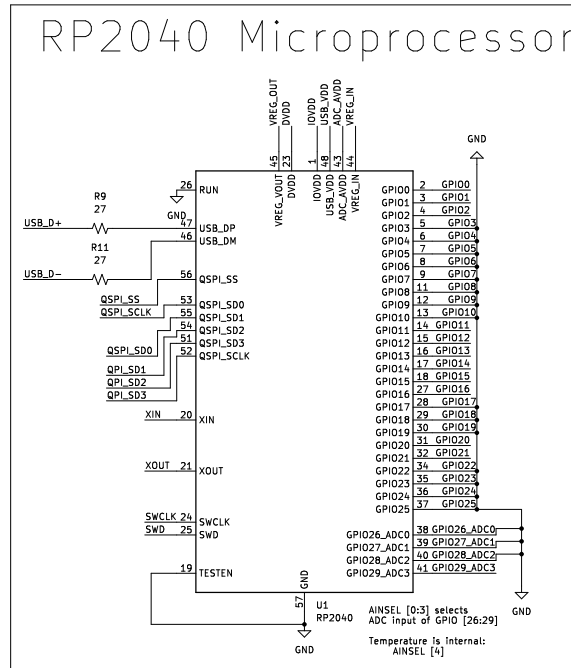 RP2040 Microprocessor
VREG_OUT
DVDD
IOVDD
USB_VDD
ADC_AVDD
VREG_IN
GND
45
23
1
48
43
44
VREG_VOUT
DVDD
IOVDD
USB_VDD
ADC_AVDD
VREG_IN
26 RUN
GND
R9
27
USB_D+
47 USB_DP
46 USB_DM
R11
27
USB_D-
56 QSPI_SS
QSPI_SS
QSPI_SCLK
53 QSPI_SD0
55 QSPI_SD1
54 QSPI_SD2
51 QSPI_SD3
52 QSPI_SCLK
QSPI_SD0
QPI_SD1
QPI_SD2
QPI_SD3
XIN 20 XIN
XOUT 21 XOUT
SWCLK 24 SWCLK
SWD 25 SWD
19 TESTEN
GPIO0 2 GPIO0
GPIO1 3 GPIO1
GPIO2 4 GPIO2
GPIO3 5 GPIO3
GPIO4 6 GPIO4
GPIO5 7 GPIO5
GPIO6 8 GPIO6
GPIO7 9 GPIO7
GPIO8 11 GPIO8
GPIO9 12 GPIO9
GPIO10 13 GPIO10
GPIO11 14 GPIO11
GPIO12 15 GPIO12
GPIO13 16 GPIO13
GPIO14 17 GPIO14
GPIO15 18 GPIO15
GPIO16 27 GPIO16
GPIO17 28 GPIO17
GPIO18 29 GPIO18
GPIO19 30 GPIO19
GPIO20 31 GPIO20
GPIO21 32 GPIO21
GPIO22 34 GPIO22
GPIO23 35 GPIO23
GPIO24 36 GPIO24
GPIO25 37 GPIO25
GPIO26_ADC0 38 GPIO26_ADC0
GPIO27_ADC1 39 GPIO27_ADC1
GPIO28_ADC2 40 GPIO28_ADC2
GPIO29_ADC3 41 GPIO29_ADC3
GND
57
GND
U1
RP2040
GND
AINSEL [0:3] selects
ADC input of GPIO [26:29]
Temperature is internal:
AINSEL [4]